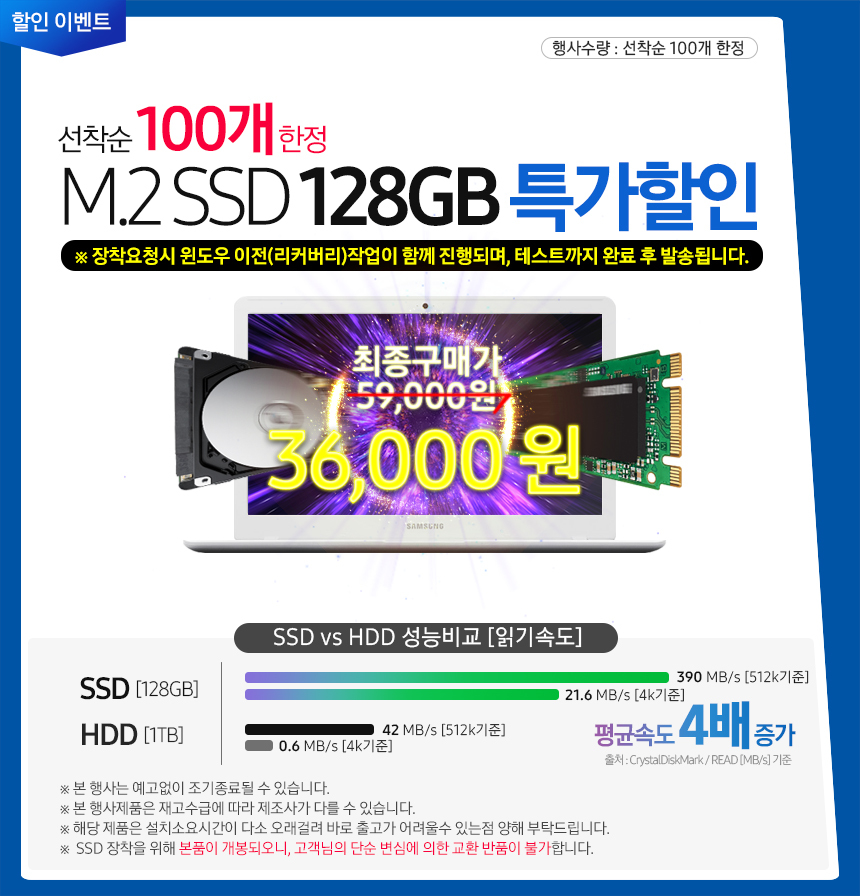 할인 이벤트
행사수량 : 선착순 100개 한정
선착순 100개 한정
M.2 SSD 128GB 특가할인
※ 장착요청시 윈도우 이전(리커버리)작업이 함께 진행되며, 테스트까지 완료 후 발송됩니다.
최종구매가
59,000원
36,000 원
SAMSUNG
SSD vs HDD 성능비교 [읽기속도]
SSD [128GB]
390 MB/s [512k기준]
21.6 MB/s [4k기준]
HDD [1TB]
42 MB/s [512k기준]
0.6 MB/s [4k기준]
평균속도 4배 증가
출처 : CrystalDiskMark / READ [MB/s] 기준
※ 본 행사는 예고없이 조기종료될 수 있습니다.
※ 본 행사제품은 재고수급에 따라 제조사가 다를 수 있습니다.
※ 해당 제품은 설치소요시간이 다소 오래걸려 바로 출고가 어려울수 있는점 양해 부탁드립니다.
※ SSD 장착을 위해 본품이 개봉되오니, 고객님의 단순 변심에 의한 교환 반품이 불가합니다.